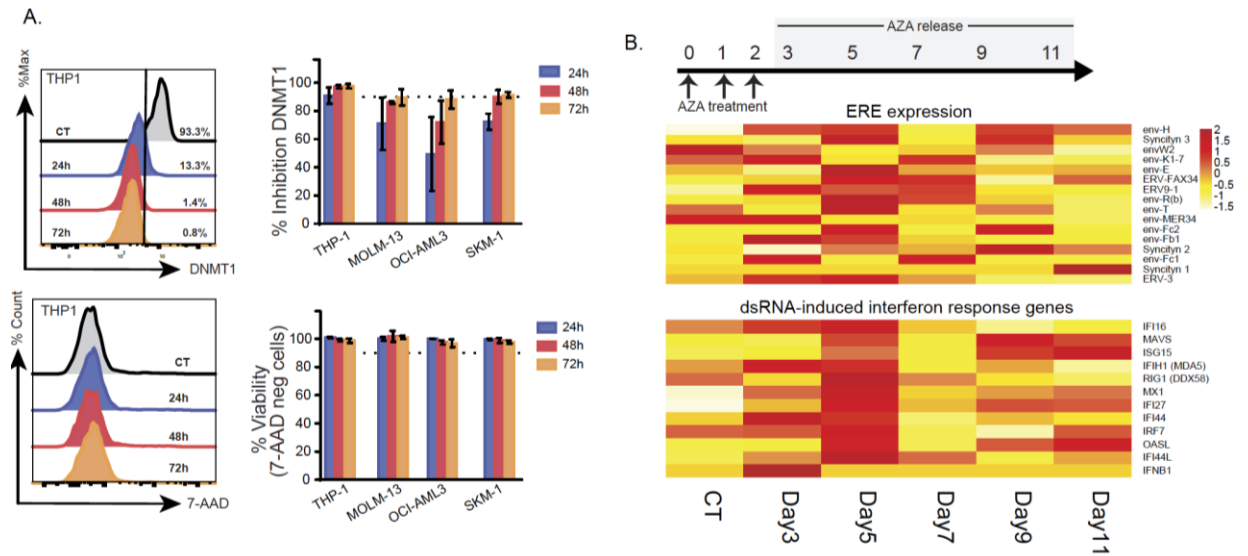 A.
THP1
%Max
CT
93.3%
24h
13.3%
48h
1.4%
72h
0.8%
DNMT1
% Inhibition DNMT1
100
80
60
40
20
0
THP-1
MOLM-13
OCI-AML3
SKM-1
24h
48h
72h
THP1
% Count
CT
24h
48h
72h
7-AAD
% Viability
(7-AAD neg cells)
100
80
60
40
20
0
THP-1
MOLM-13
OCI-AML3
SKM-1
24h
48h
72h
B.
AZA release
0 1 2 3 5 7 9 11
AZA treatment
ERE expression
env-H
Syncityn 3
envW2
env-K1-7
env-E
ERV-FAX34
ERV9-1
env-R(b)
env-T
env-MER34
env-Fc2
env-Fb1
Syncityn 2
env-Fc1
Syncityn 1
ERV-3
2
1.5
1
0.5
0
-0.5
-1
-1.5
dsRNA-induced interferon response genes
IFI16
MAVS
ISG15
IFIH1 (MDA5)
RIG1 (DDX58)
MX1
IFI27
IFI44
IRF7
OASL
IFI44L
IFNB1
CT
Day3
Day5
Day7
Day9
Day11